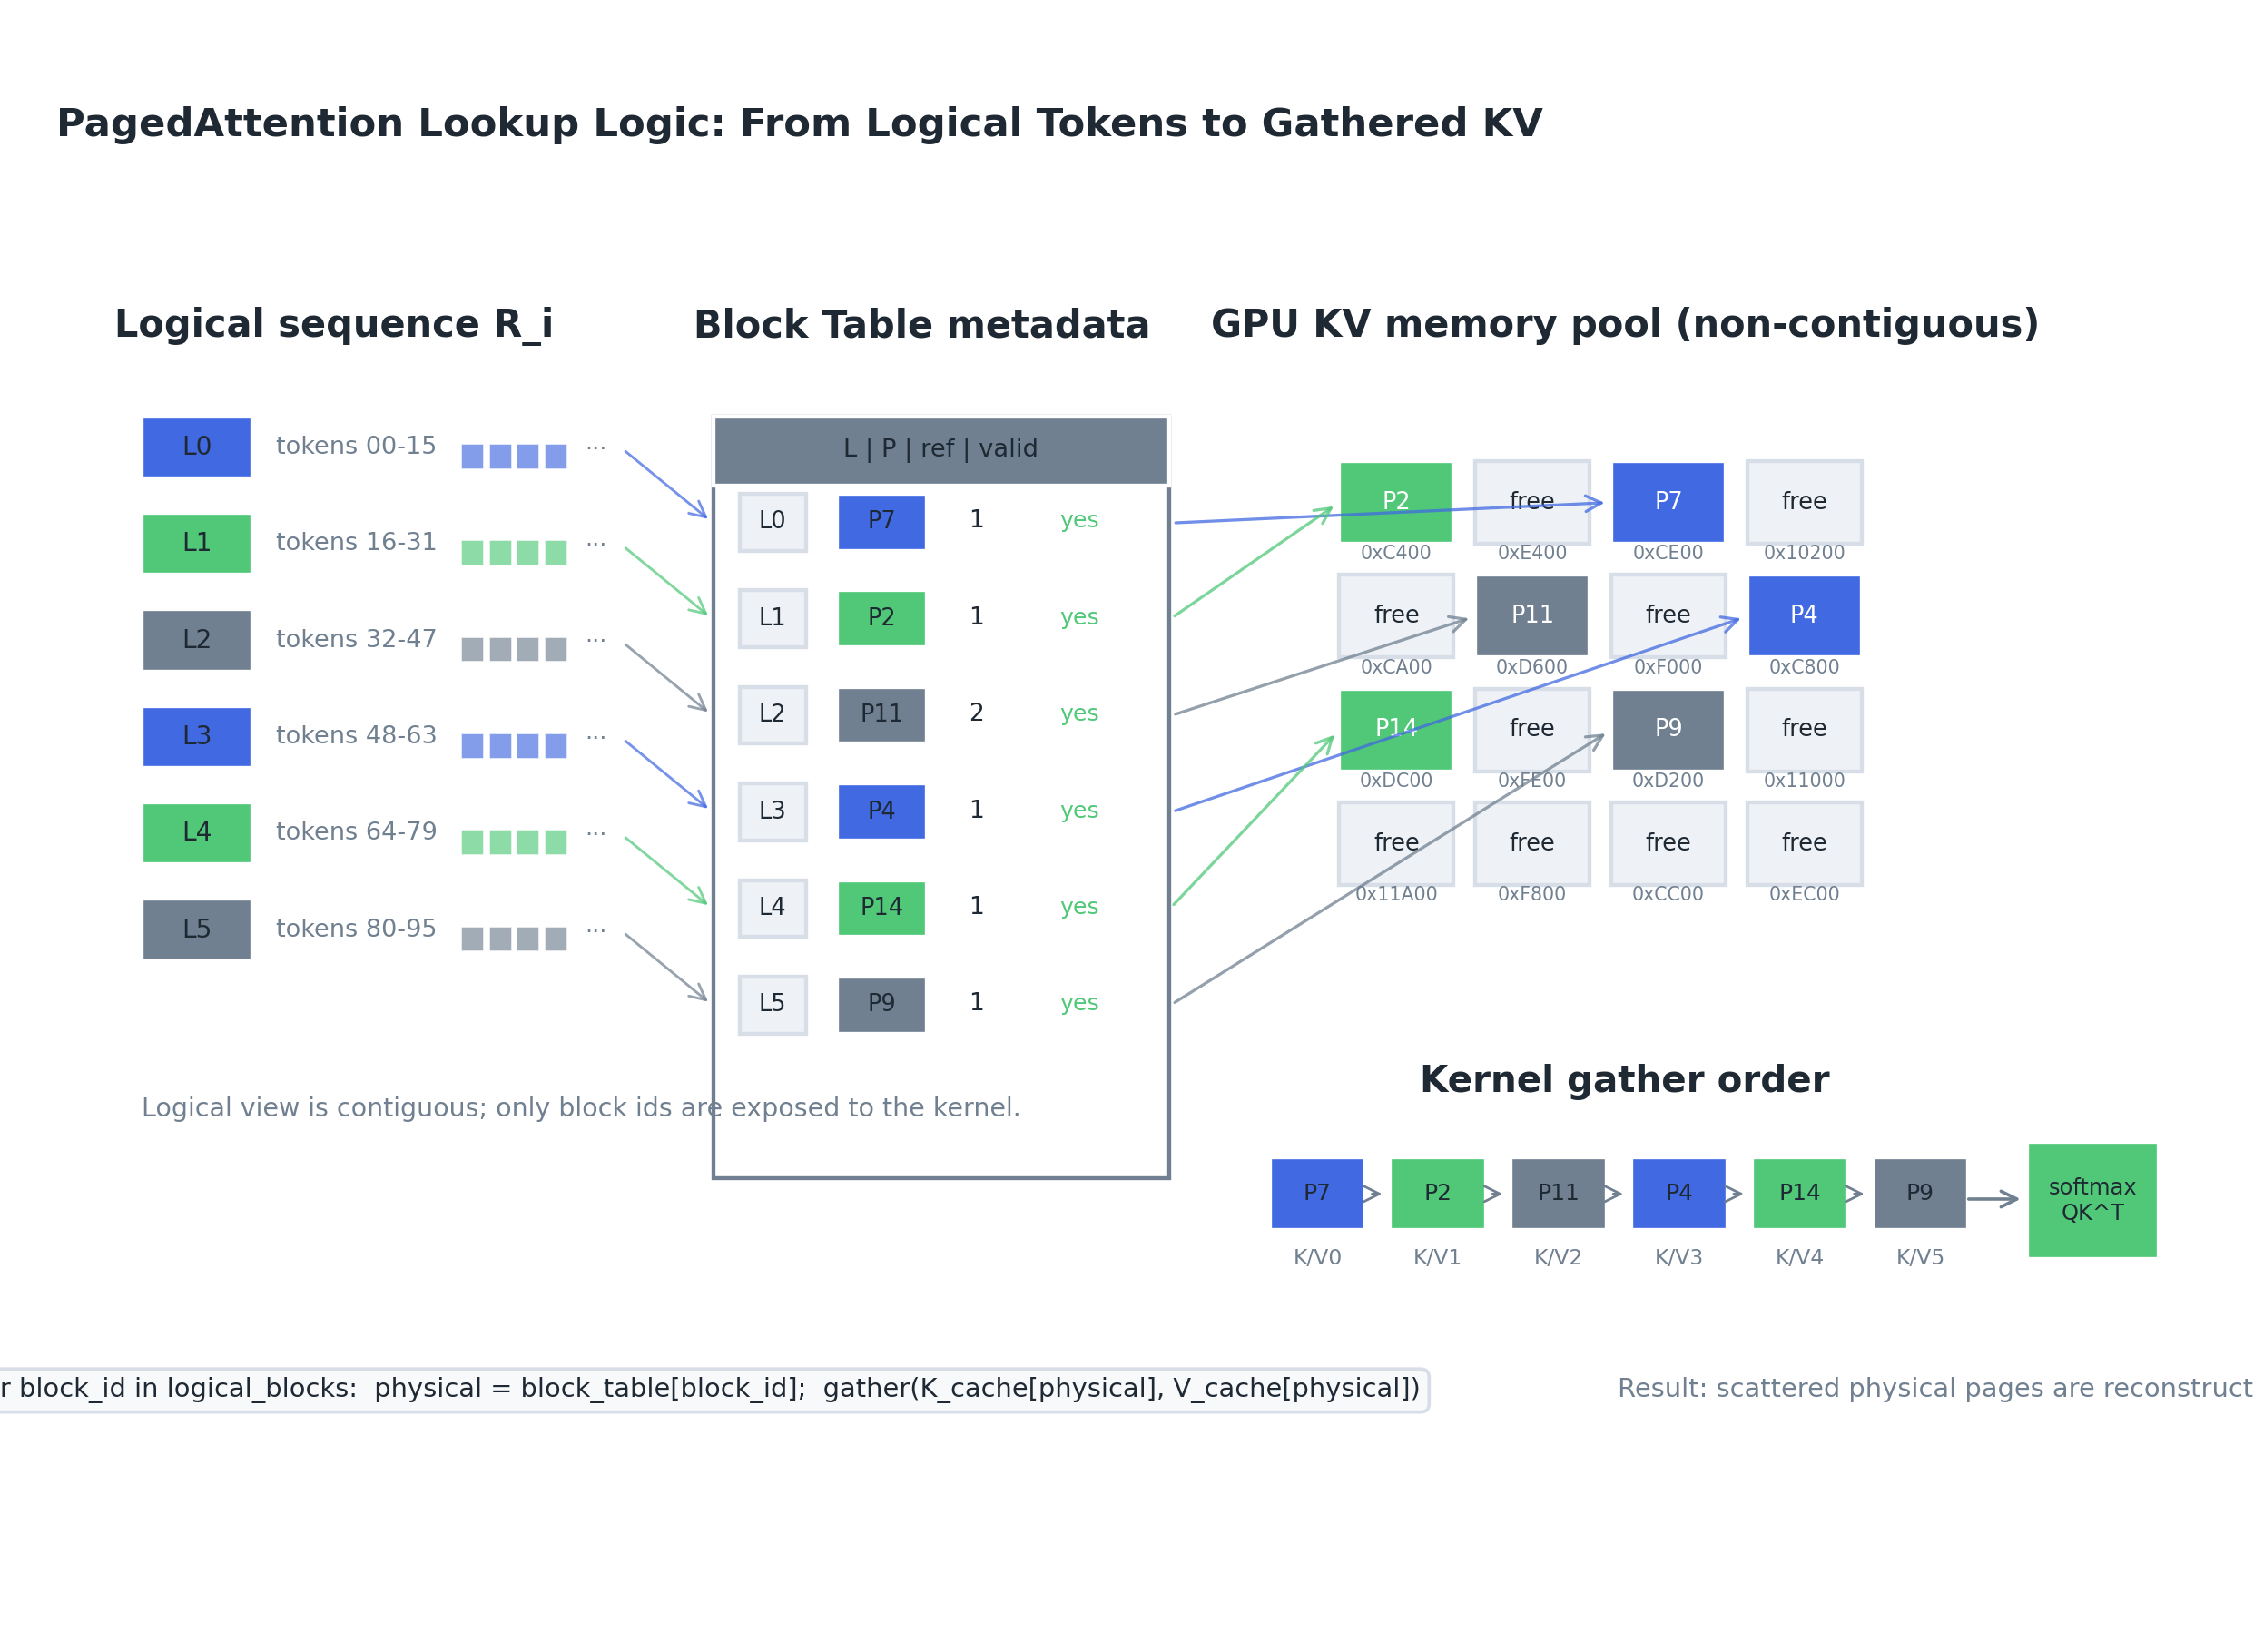 PagedAttention Lookup Logic: From Logical Tokens to Gathered KV
Logical sequence R_i
L0 tokens 00-15 ...
L1 tokens 16-31 ...
L2 tokens 32-47 ...
L3 tokens 48-63 ...
L4 tokens 64-79 ...
L5 tokens 80-95 ...
Logical view is contiguous; only block ids are exposed to the kernel.
Block Table metadata
L | P | ref | valid
L0 P7 1 yes
L1 P2 1 yes
L2 P11 2 yes
L3 P4 1 yes
L4 P14 1 yes
L5 P9 1 yes
GPU KV memory pool (non-contiguous)
P2 free P7 free
0xC400 0xE400 0xCE00 0x10200
free P11 free P4
0xCA00 0xD600 0xF000 0xC800
P14 free P9 free
0xDC00 0xFE00 0xD200 0x11000
free free free free
0x11A00 0xF800 0xCC00 0xEC00
Kernel gather order
P7 P2 P11 P4 P14 P9
softmax
QK^T
K/V0 K/V1 K/V2 K/V3 K/V4 K/V5
r block_id in logical_blocks: physical = block_table[block_id]; gather(K_cache[physical], V_cache[physical])
Result: scattered physical pages are reconstruct